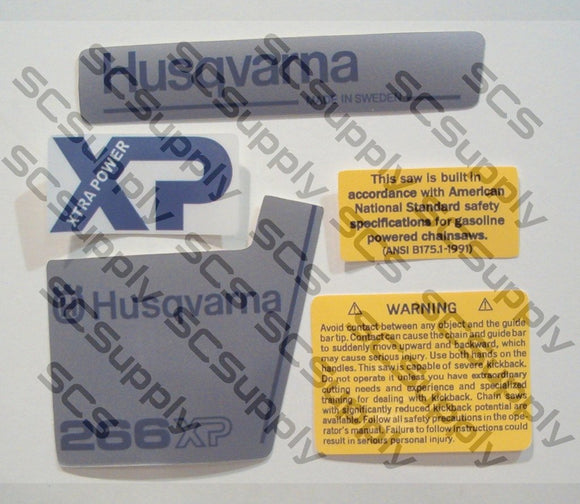 Husqvarna
MADE IN SWEDEN
XP
XTRA POWER
This saw is built in
accordance with American
National Standard safety
specifications for gasoline
powered chainsaws.
(ANSI B175.1-1991)
Husqvarna
266XP
WARNING
Avoid contact between any object and the guide
bar tip. Contact can cause the chain and guide bar
to suddenly move upward and backward, which
may cause serious injury. Use both hands on the
handles. This saw is capable of severe kickback.
Do not operate it unless you have extraordinary
cutting needs and experience and specialized
training for dealing with kickback. Chain saws
with significantly reduced kickback potential are
available. Follow all safety precautions in the ope-
rator's manual. Failure to follow instructions could
result in serious personal injury.
SCSupply